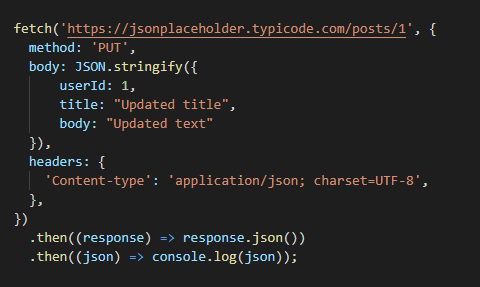 fetch('https://jsonplaceholder.typicode.com/posts/1', {
  method: 'PUT',
  body: JSON.stringify({
      userId: 1,
      title: "Updated title",
      body: "Updated text"
  }),
  headers: {
    'Content-type': 'application/json; charset=UTF-8',
  },
})
  .then((response) => response.json())
  .then((json) => console.log(json));